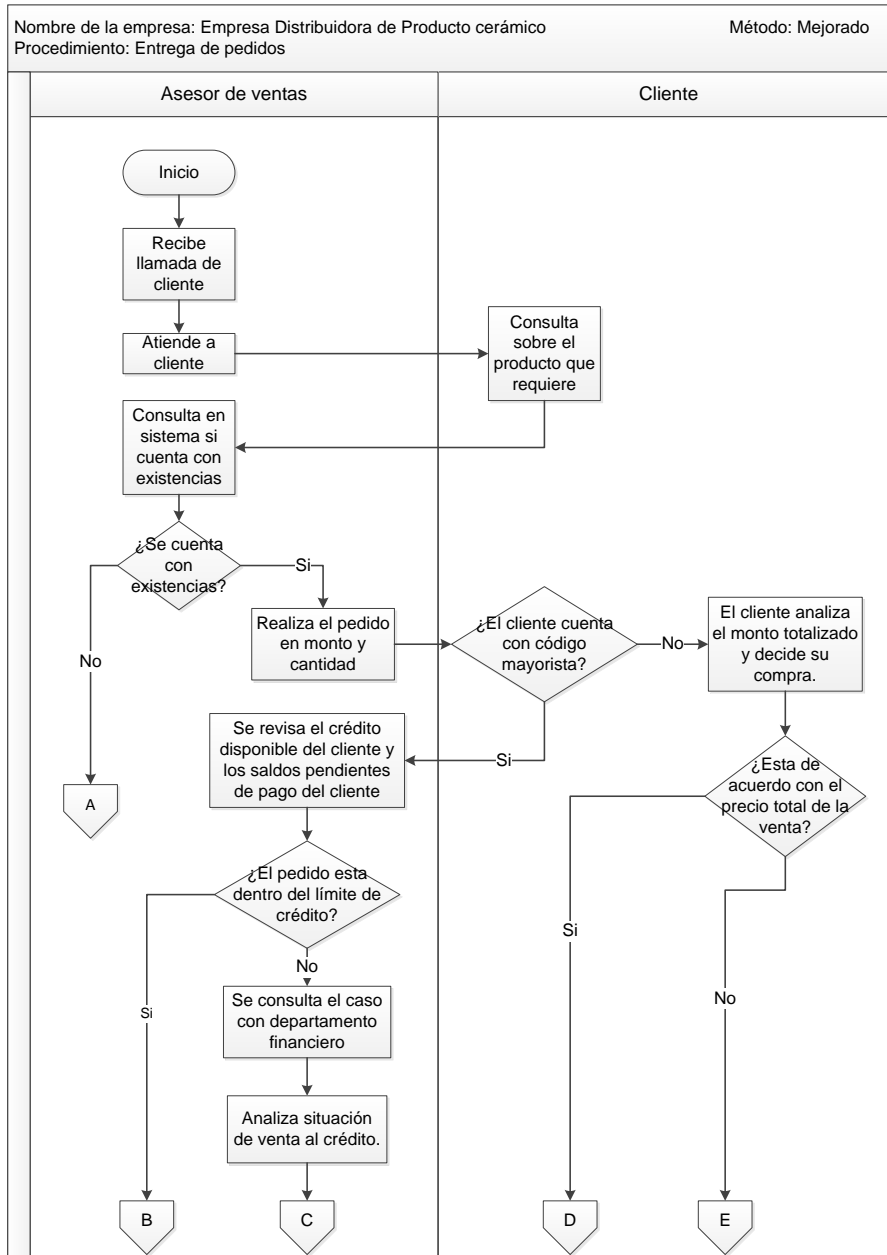 Nombre de la empresa: Empresa Distribuidora de Producto cerámico
Método: Mejorado
Procedimiento: Entrega de pedidos
Asesor de ventas
Cliente
Inicio
Recibe
llamada de
cliente
Atiende a
cliente
Consulta
sobre el
producto que
requiere
Consulta en
sistema si
cuenta con
existencias
¿Se cuenta
con
existencias?
Si
No
Realiza el pedido
en monto y
cantidad
¿El cliente cuenta
con código
mayorista?
No
El cliente analiza
el monto totalizado
y decide su
compra.
Si
Se revisa el crédito
disponible del cliente y
los saldos pendientes
de pago del cliente
¿Esta de
acuerdo con el
precio total de la
venta?
A
¿El pedido esta
dentro del límite de
crédito?
Si
No
Si
No
Se consulta el caso
con departamento
financiero
Analiza situación
de venta al crédito.
B
C
D
E